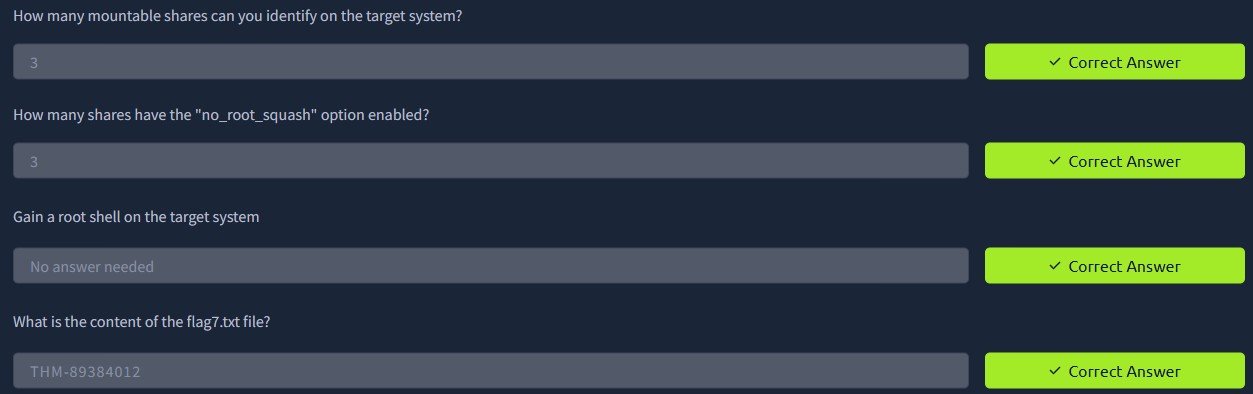 How many mountable shares can you identify on the target system?
3
✓ Correct Answer
How many shares have the "no_root_squash" option enabled?
3
✓ Correct Answer
Gain a root shell on the target system
No answer needed
✓ Correct Answer
What is the content of the flag7.txt file?
THM-89384012
✓ Correct Answer